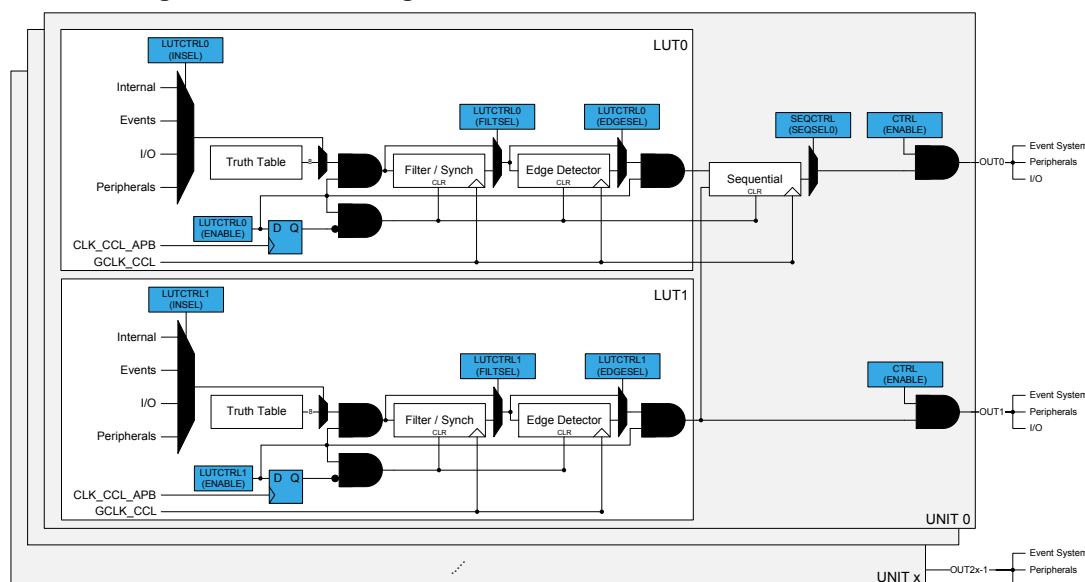 LUTCTRL0
(INSEL)
LUT0
Internal
Events
I/O
Peripherals
LUTCTRL0
(FILTSEL)
LUTCTRL0
(EDGESEL)
SEQCTRL
(SEQSEL0)
CTRL
(ENABLE)
Truth Table
8
Filter / Synch
CLR
Edge Detector
CLR
Sequential
CLR
OUT0
Event System
Peripherals
I/O
LUTCTRL0
(ENABLE)
D Q
CLK_CCL_APB
GCLK_CCL
LUTCTRL1
(INSEL)
LUT1
Internal
Events
I/O
Peripherals
LUTCTRL1
(FILTSEL)
LUTCTRL1
(EDGESEL)
CTRL
(ENABLE)
Truth Table
8
Filter / Synch
CLR
Edge Detector
CLR
OUT1
Event System
Peripherals
I/O
LUTCTRL1
(ENABLE)
D Q
CLK_CCL_APB
GCLK_CCL
UNIT 0
UNIT x
OUT2x-1
Event System
Peripherals